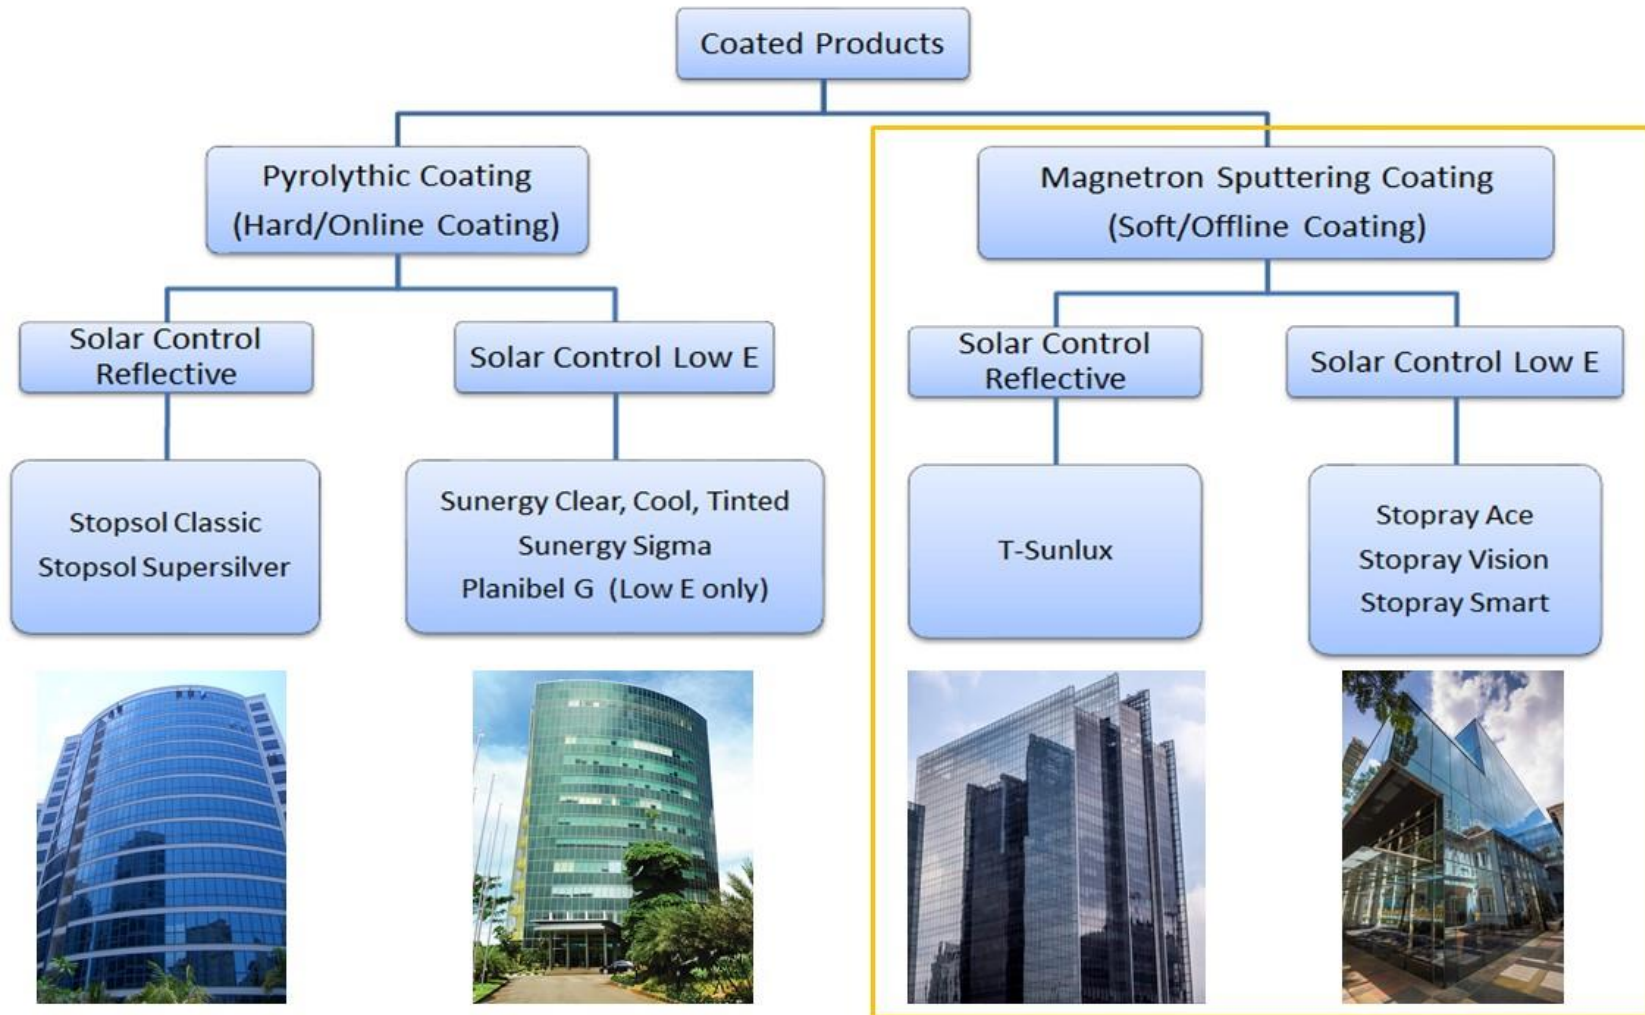 Coated Products
Pyrolythic Coating
(Hard/Online Coating)
Magnetron Sputtering Coating
(Soft/Offline Coating)
Solar Control
Reflective
Solar Control Low E
Solar Control
Reflective
Solar Control Low E
Stopsol Classic
Stopsol Supersilver
Sunergy Clear, Cool, Tinted
Sunergy Sigma
Planibel G (Low E only)
T-Sunlux
Stopray Ace
Stopray Vision
Stopray Smart